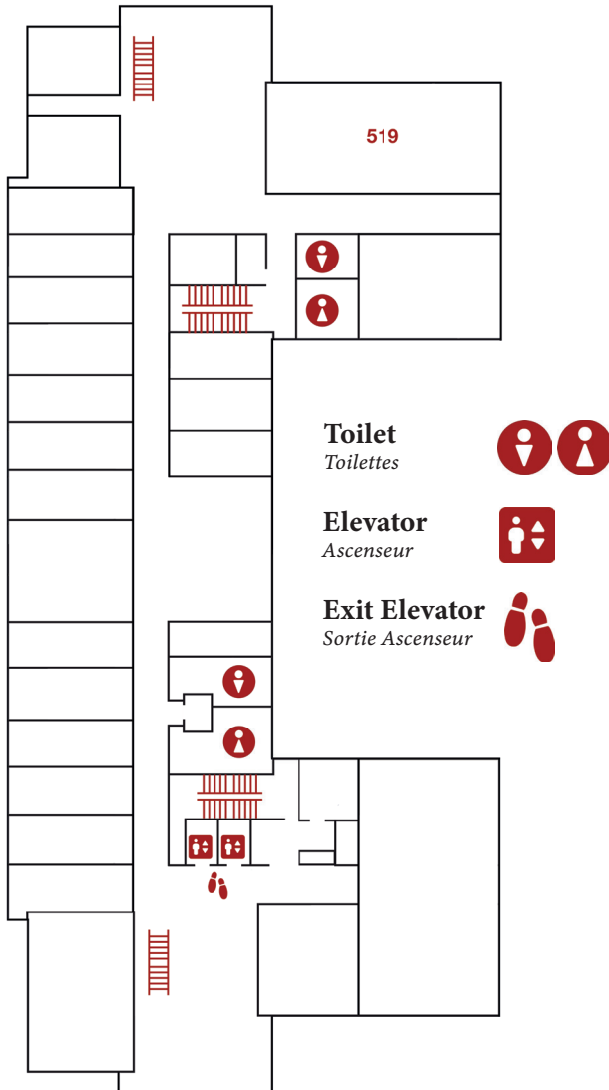 519
Toilet
Toilettes
Elevator
Ascenseur
Exit Elevator
Sortie Ascenseur